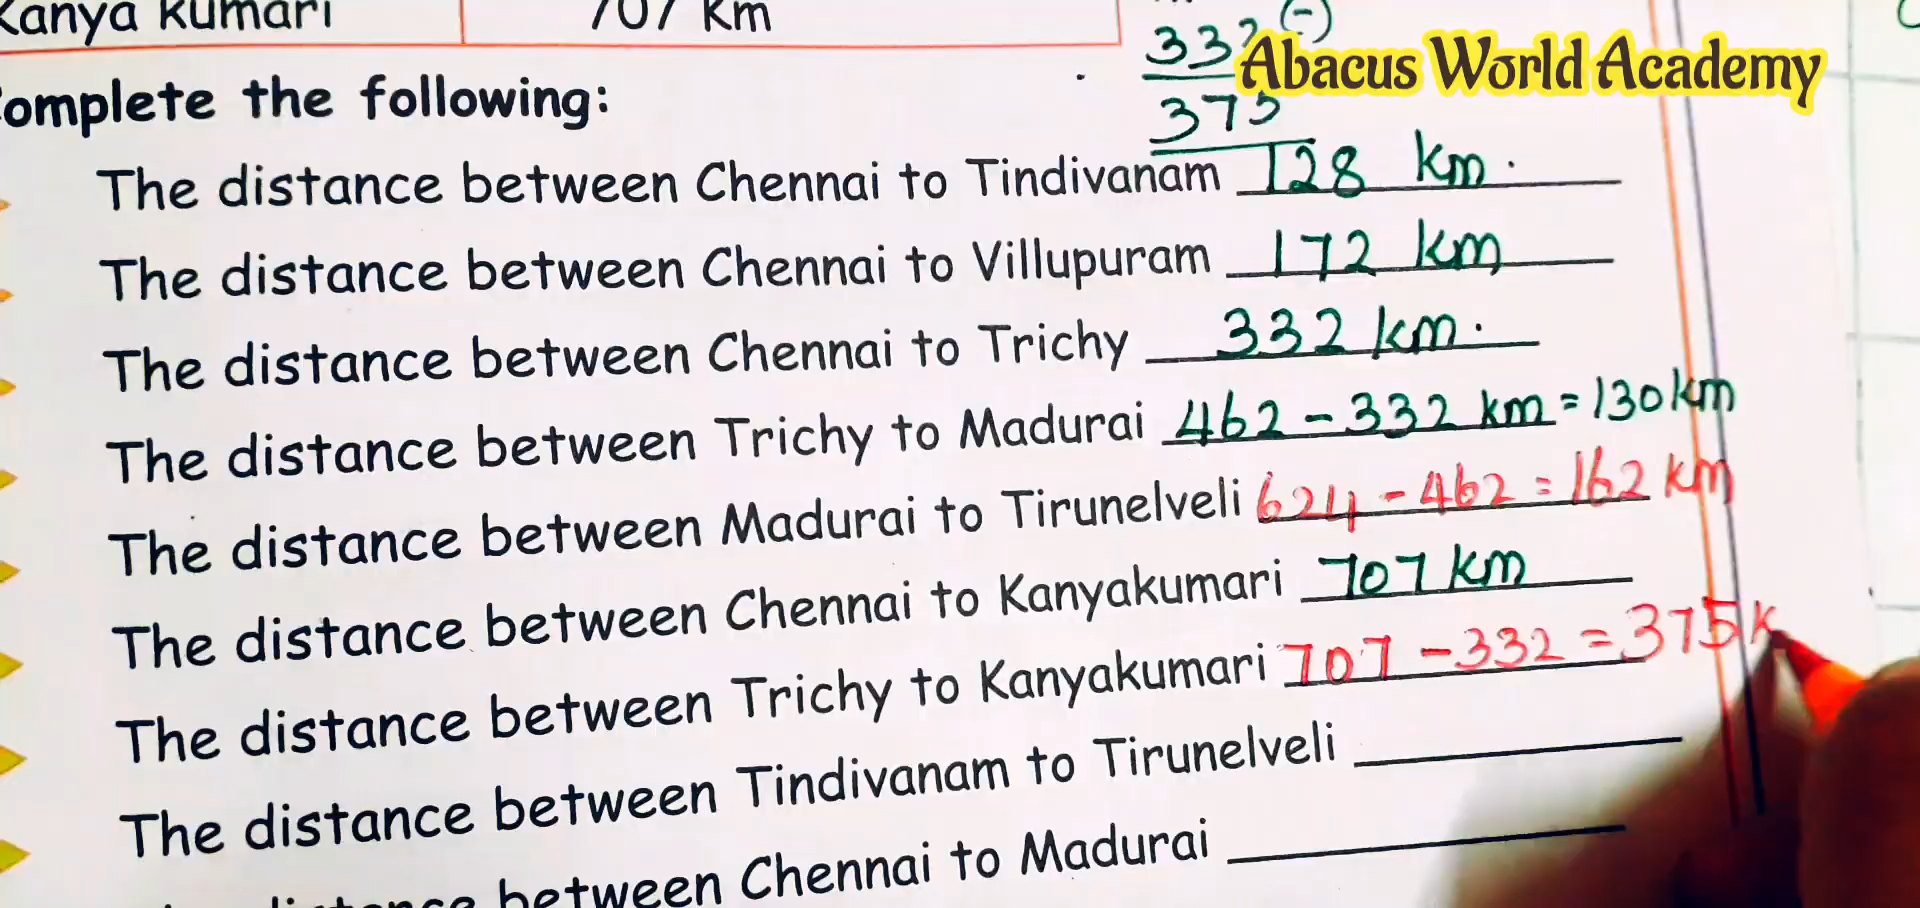 Kanya Kumari 707 Km
332 (-)
Abacus World Academy
375
Complete the following:
The distance between Chennai to Tindivanam 128 km.
The distance between Chennai to Villupuram 172 km
The distance between Chennai to Trichy 332 km.
The distance between Trichy to Madurai 462 - 332 km = 130 km
The distance between Madurai to Tirunelveli 624 - 462 = 162 km
The distance between Chennai to Kanyakumari 707 km
The distance between Trichy to Kanyakumari 707 - 332 = 375 k
The distance between Tindivanam to Tirunelveli
The distance between Chennai to Madurai